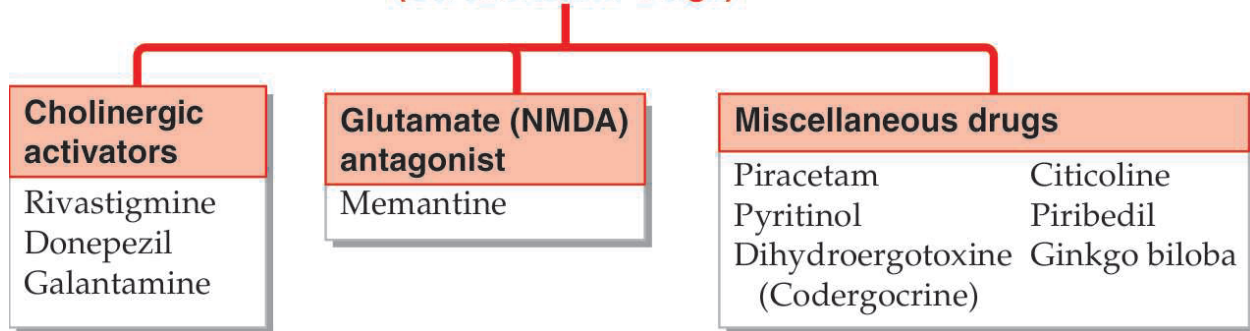 Cholinergic
activators
Rivastigmine
Donepezil
Galantamine
Glutamate (NMDA)
antagonist
Memantine
Miscellaneous drugs
Piracetam
Pyritinol
Dihydroergotoxine
(Codergocrine)
Citicoline
Piribedil
Ginkgo biloba